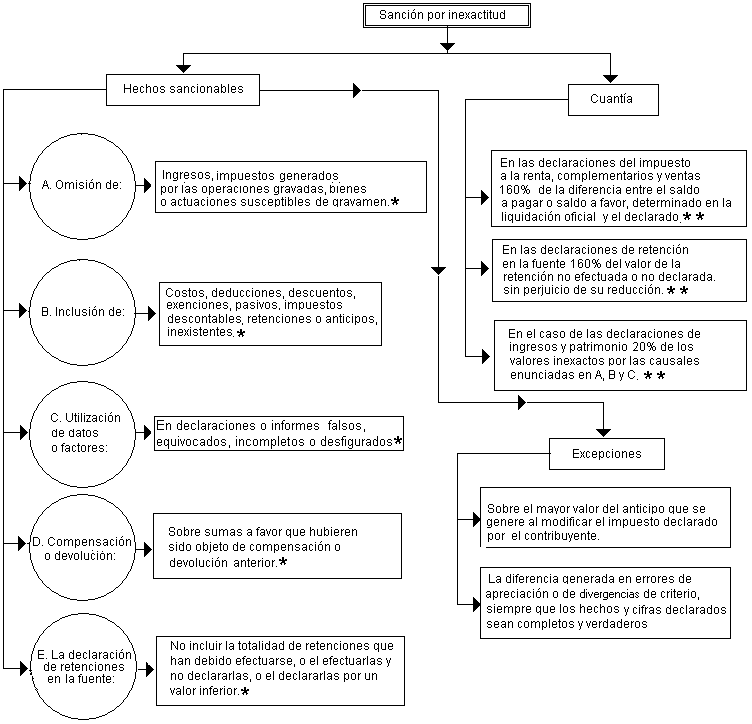 Sanción por inexactitud
Hechos sancionables
A. Omisión de:
Ingresos, impuestos generados
por las operaciones gravadas, bienes
o actuaciones susceptibles de gravamen.*
B. Inclusión de:
Costos, deducciones, descuentos,
exenciones, pasivos, impuestos
descontables, retenciones o anticipos,
inexistentes.*
C. Utilización
de datos
o factores:
En declaraciones o informes falsos,
equivocados, incompletos o desfigurados*
D. Compensación
o devolución:
Sobre sumas a favor que hubieren
sido objeto de compensación o
devolución anterior.*
E. La declaración
de retenciones
en la fuente:
No incluir la totalidad de retenciones que
han debido efectuarse, o el efectuarlas y
no declararlas, o el declararlas por un
valor inferior.*
Cuantía
En las declaraciones del impuesto
a la renta, complementarios y ventas
160% de la diferencia entre el saldo
a pagar o saldo a favor, determinado en la
liquidación oficial y el declarado. * *
En las declaraciones de retención
en la fuente 160% del valor de la
retención no efectuada o no declarada.
sin perjuicio de su reducción. * *
En el caso de las declaraciones de
ingresos y patrimonio 20% de los
valores inexactos por las causales
enunciadas en A, B y C. * *
Excepciones
Sobre el mayor valor del anticipo que se
genere al modificar el impuesto declarado
por el contribuyente.
La diferencia generada en errores de
apreciación o de divergencias de criterio,
siempre que los hechos y cifras declarados
sean completos y verdaderos